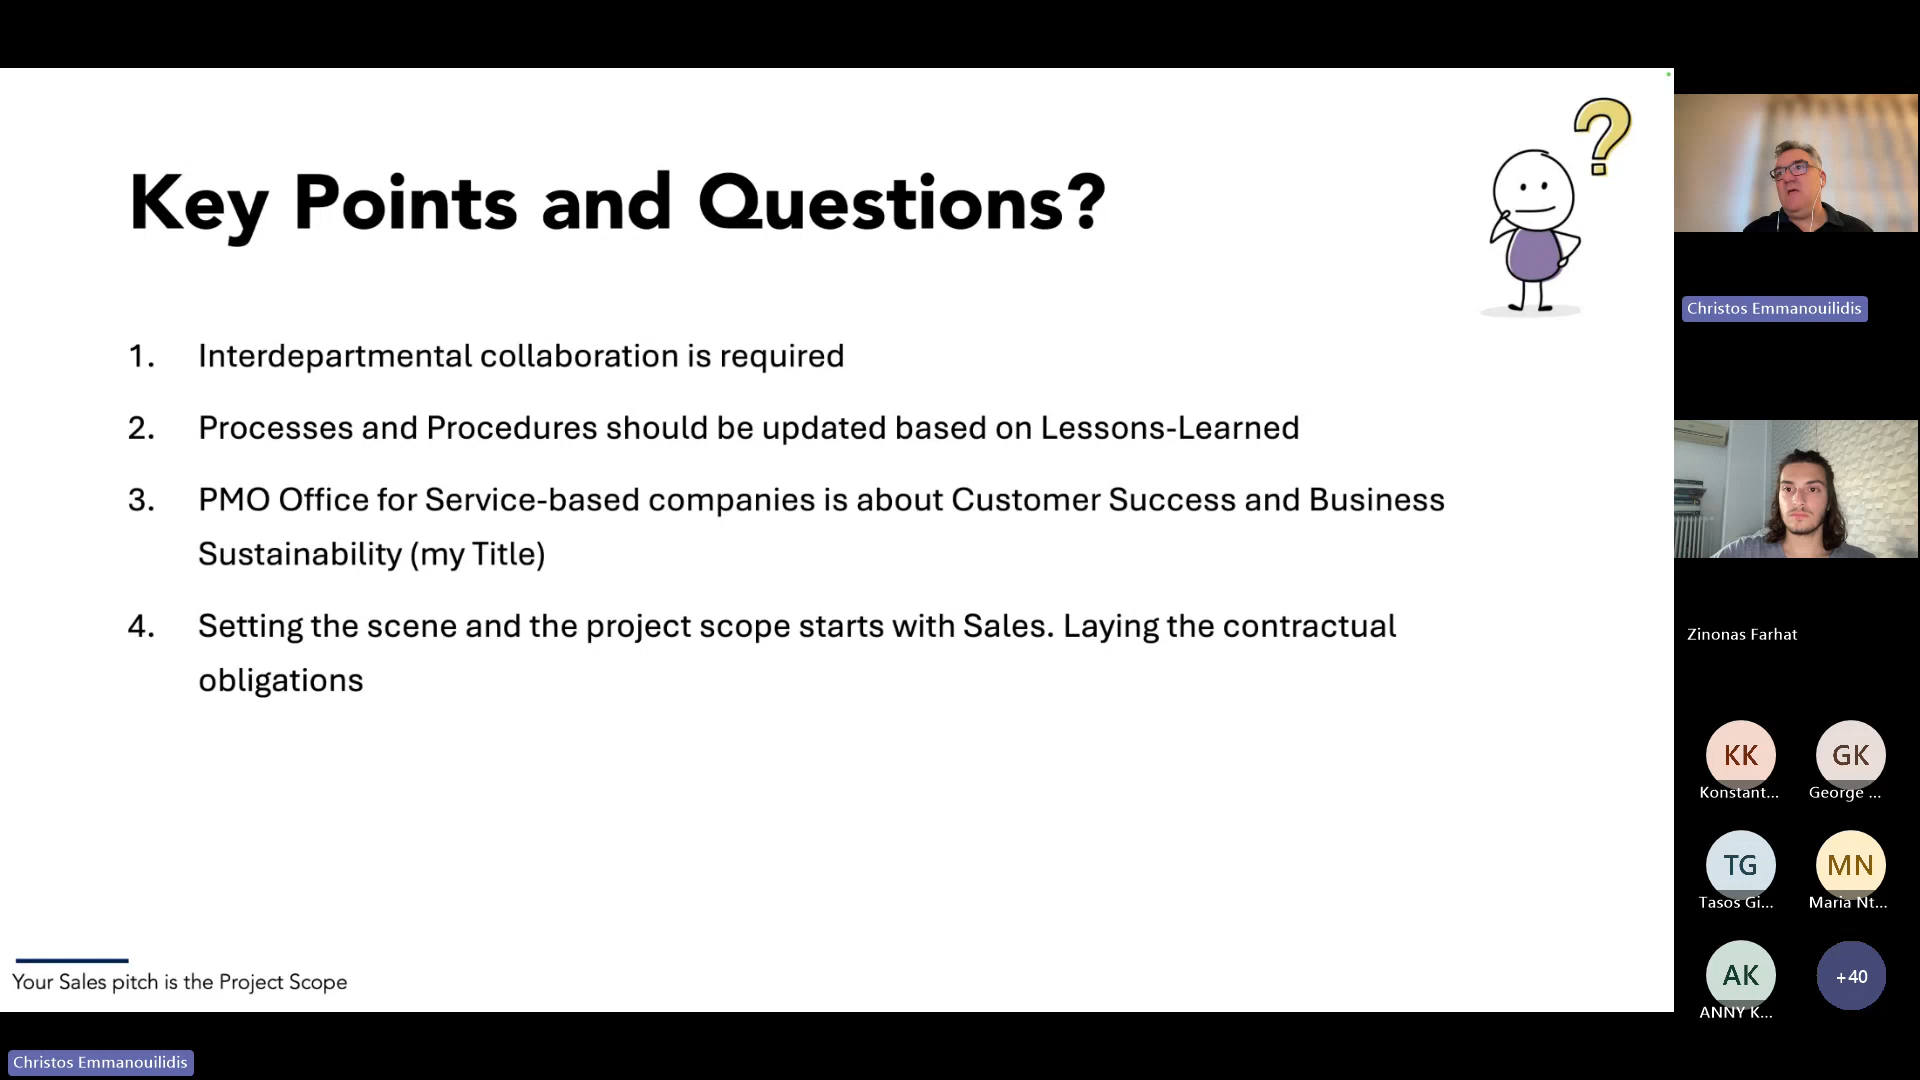 Key Points and Questions?
1. Interdepartmental collaboration is required
2. Processes and Procedures should be updated based on Lessons-Learned
3. PMO Office for Service-based companies is about Customer Success and Business
Sustainability (my Title)
4. Setting the scene and the project scope starts with Sales. Laying the contractual
obligations
Your Sales pitch is the Project Scope
Christos Emmanouilidis
Christos Emmanouilidis
Zinonas Farhat
KK
GK
Konstant...
George ...
TG
MN
Tasos Gi...
Maria Nt...
AK
+40
ANNY K...